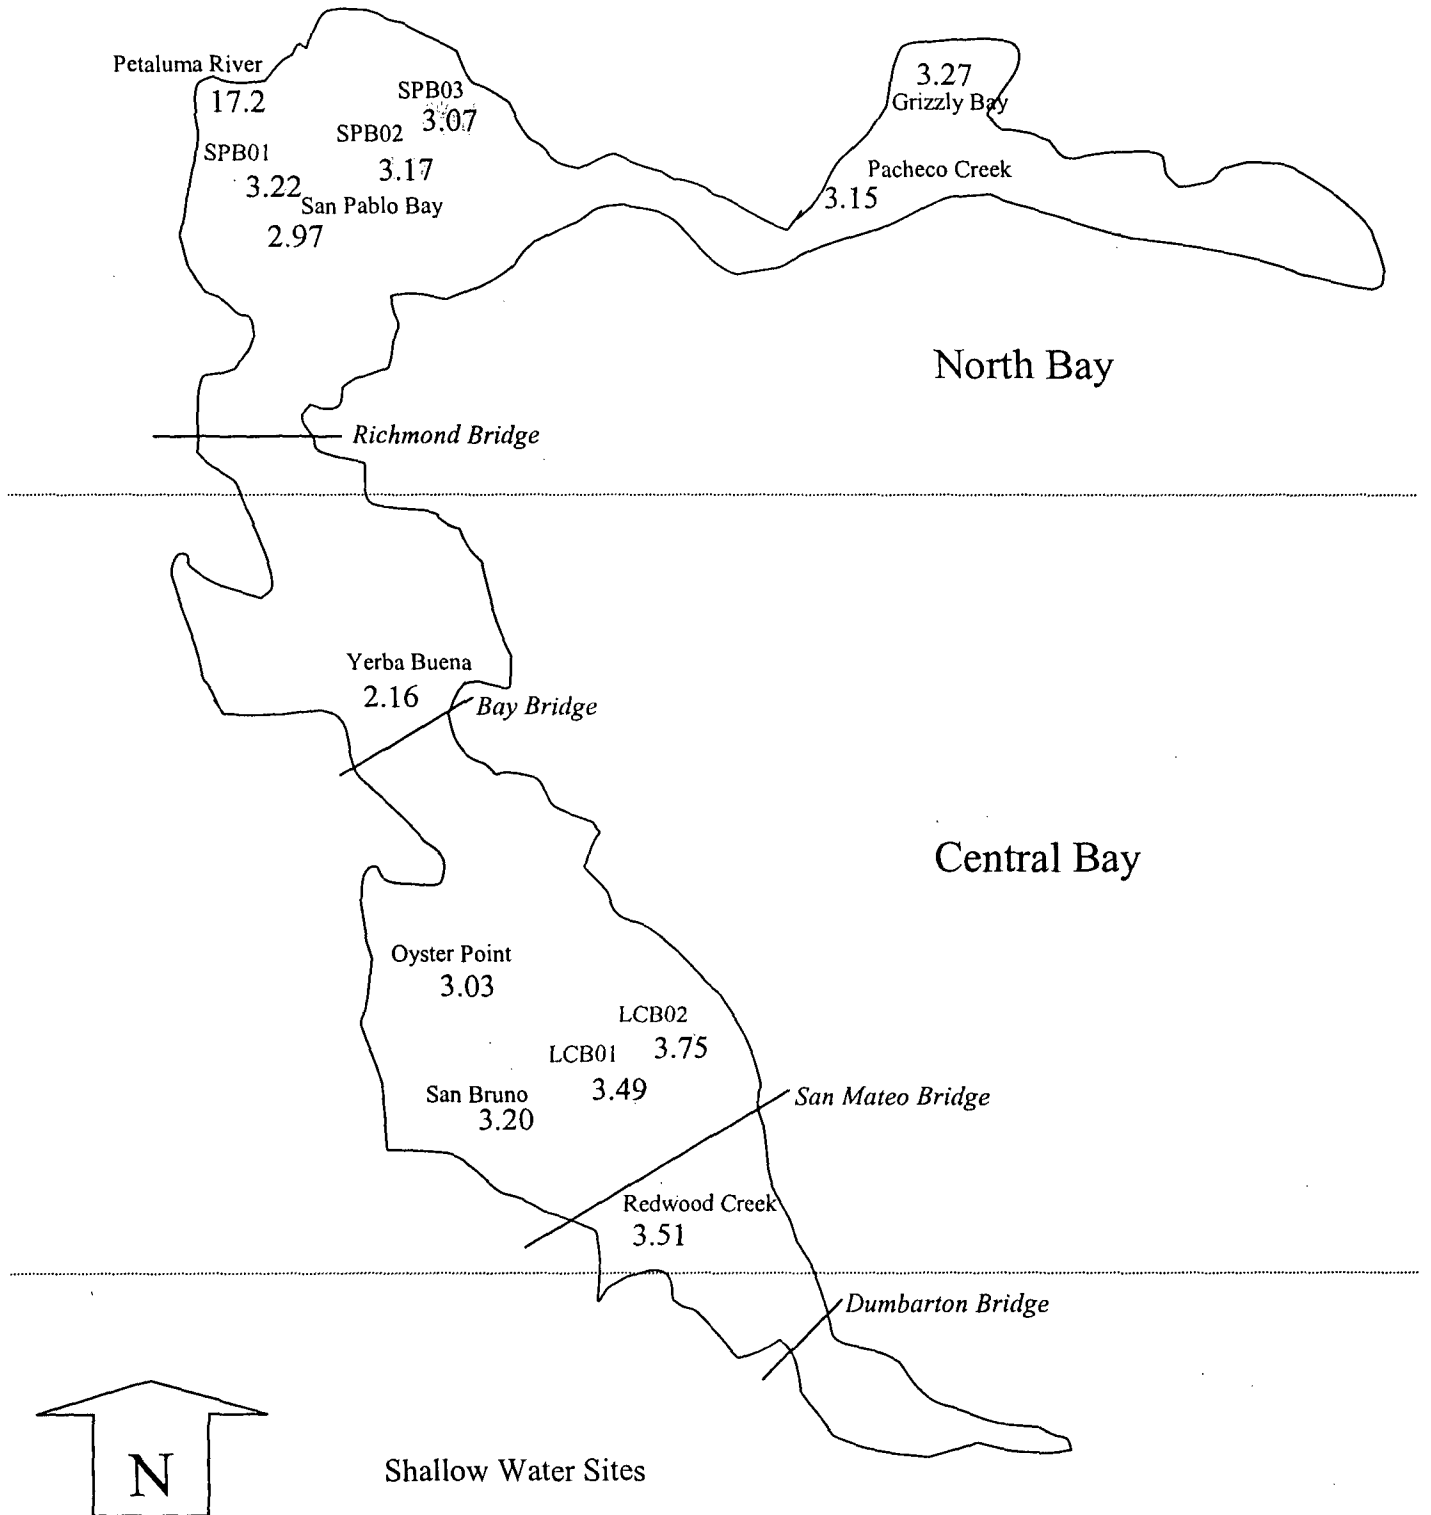 Petaluma River
17.2
SPB03
3.07
SPB02
3.17
SPB01
3.22
San Pablo Bay
2.97
3.27
Grizzly Bay
Pacheco Creek
3.15
North Bay
Richmond Bridge
Yerba Buena
2.16
Bay Bridge
Central Bay
Oyster Point
3.03
LCB02
3.75
LCB01
3.49
San Bruno
3.20
San Mateo Bridge
Redwood Creek
3.51
Dumbarton Bridge
N
Shallow Water Sites